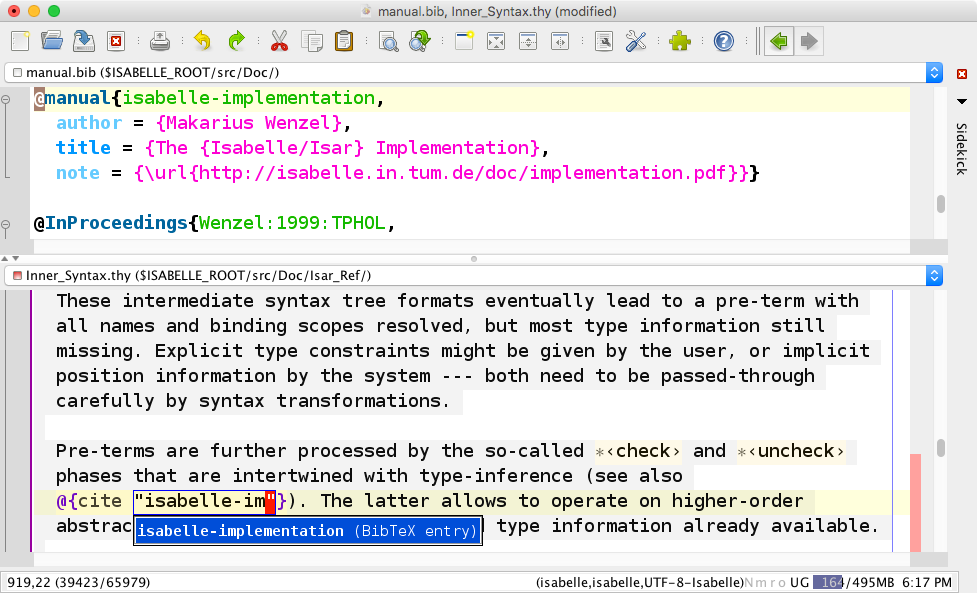 manual.bib, Inner_Syntax.thy (modified)
manual.bib ($ISABELLE_ROOT/src/Doc/)
@manual{isabelle-implementation,
author = {Makarius Wenzel},
title = {The {Isabelle/Isar} Implementation},
note = {\url{http://isabelle.in.tum.de/doc/implementation.pdf}}}
@InProceedings{Wenzel:1999:TPHOL,
Sidekick
Inner_Syntax.thy ($ISABELLE_ROOT/src/Doc/Isar_Ref/)
These intermediate syntax tree formats eventually lead to a pre-term with
all names and binding scopes resolved, but most type information still
missing. Explicit type constraints might be given by the user, or implicit
position information by the system --- both need to be passed-through
carefully by syntax transformations.
Pre-terms are further processed by the so-called *‹check› and *‹uncheck›
phases that are intertwined with type-inference (see also
@{cite "isabelle-im"}). The latter allows to operate on higher-order
abstrac type information already available.
isabelle-implementation (BibTeX entry)
919,22 (39423/65979)
(isabelle,isabelle,UTF-8-Isabelle)N m r o UG 164/495MB 6:17 PM